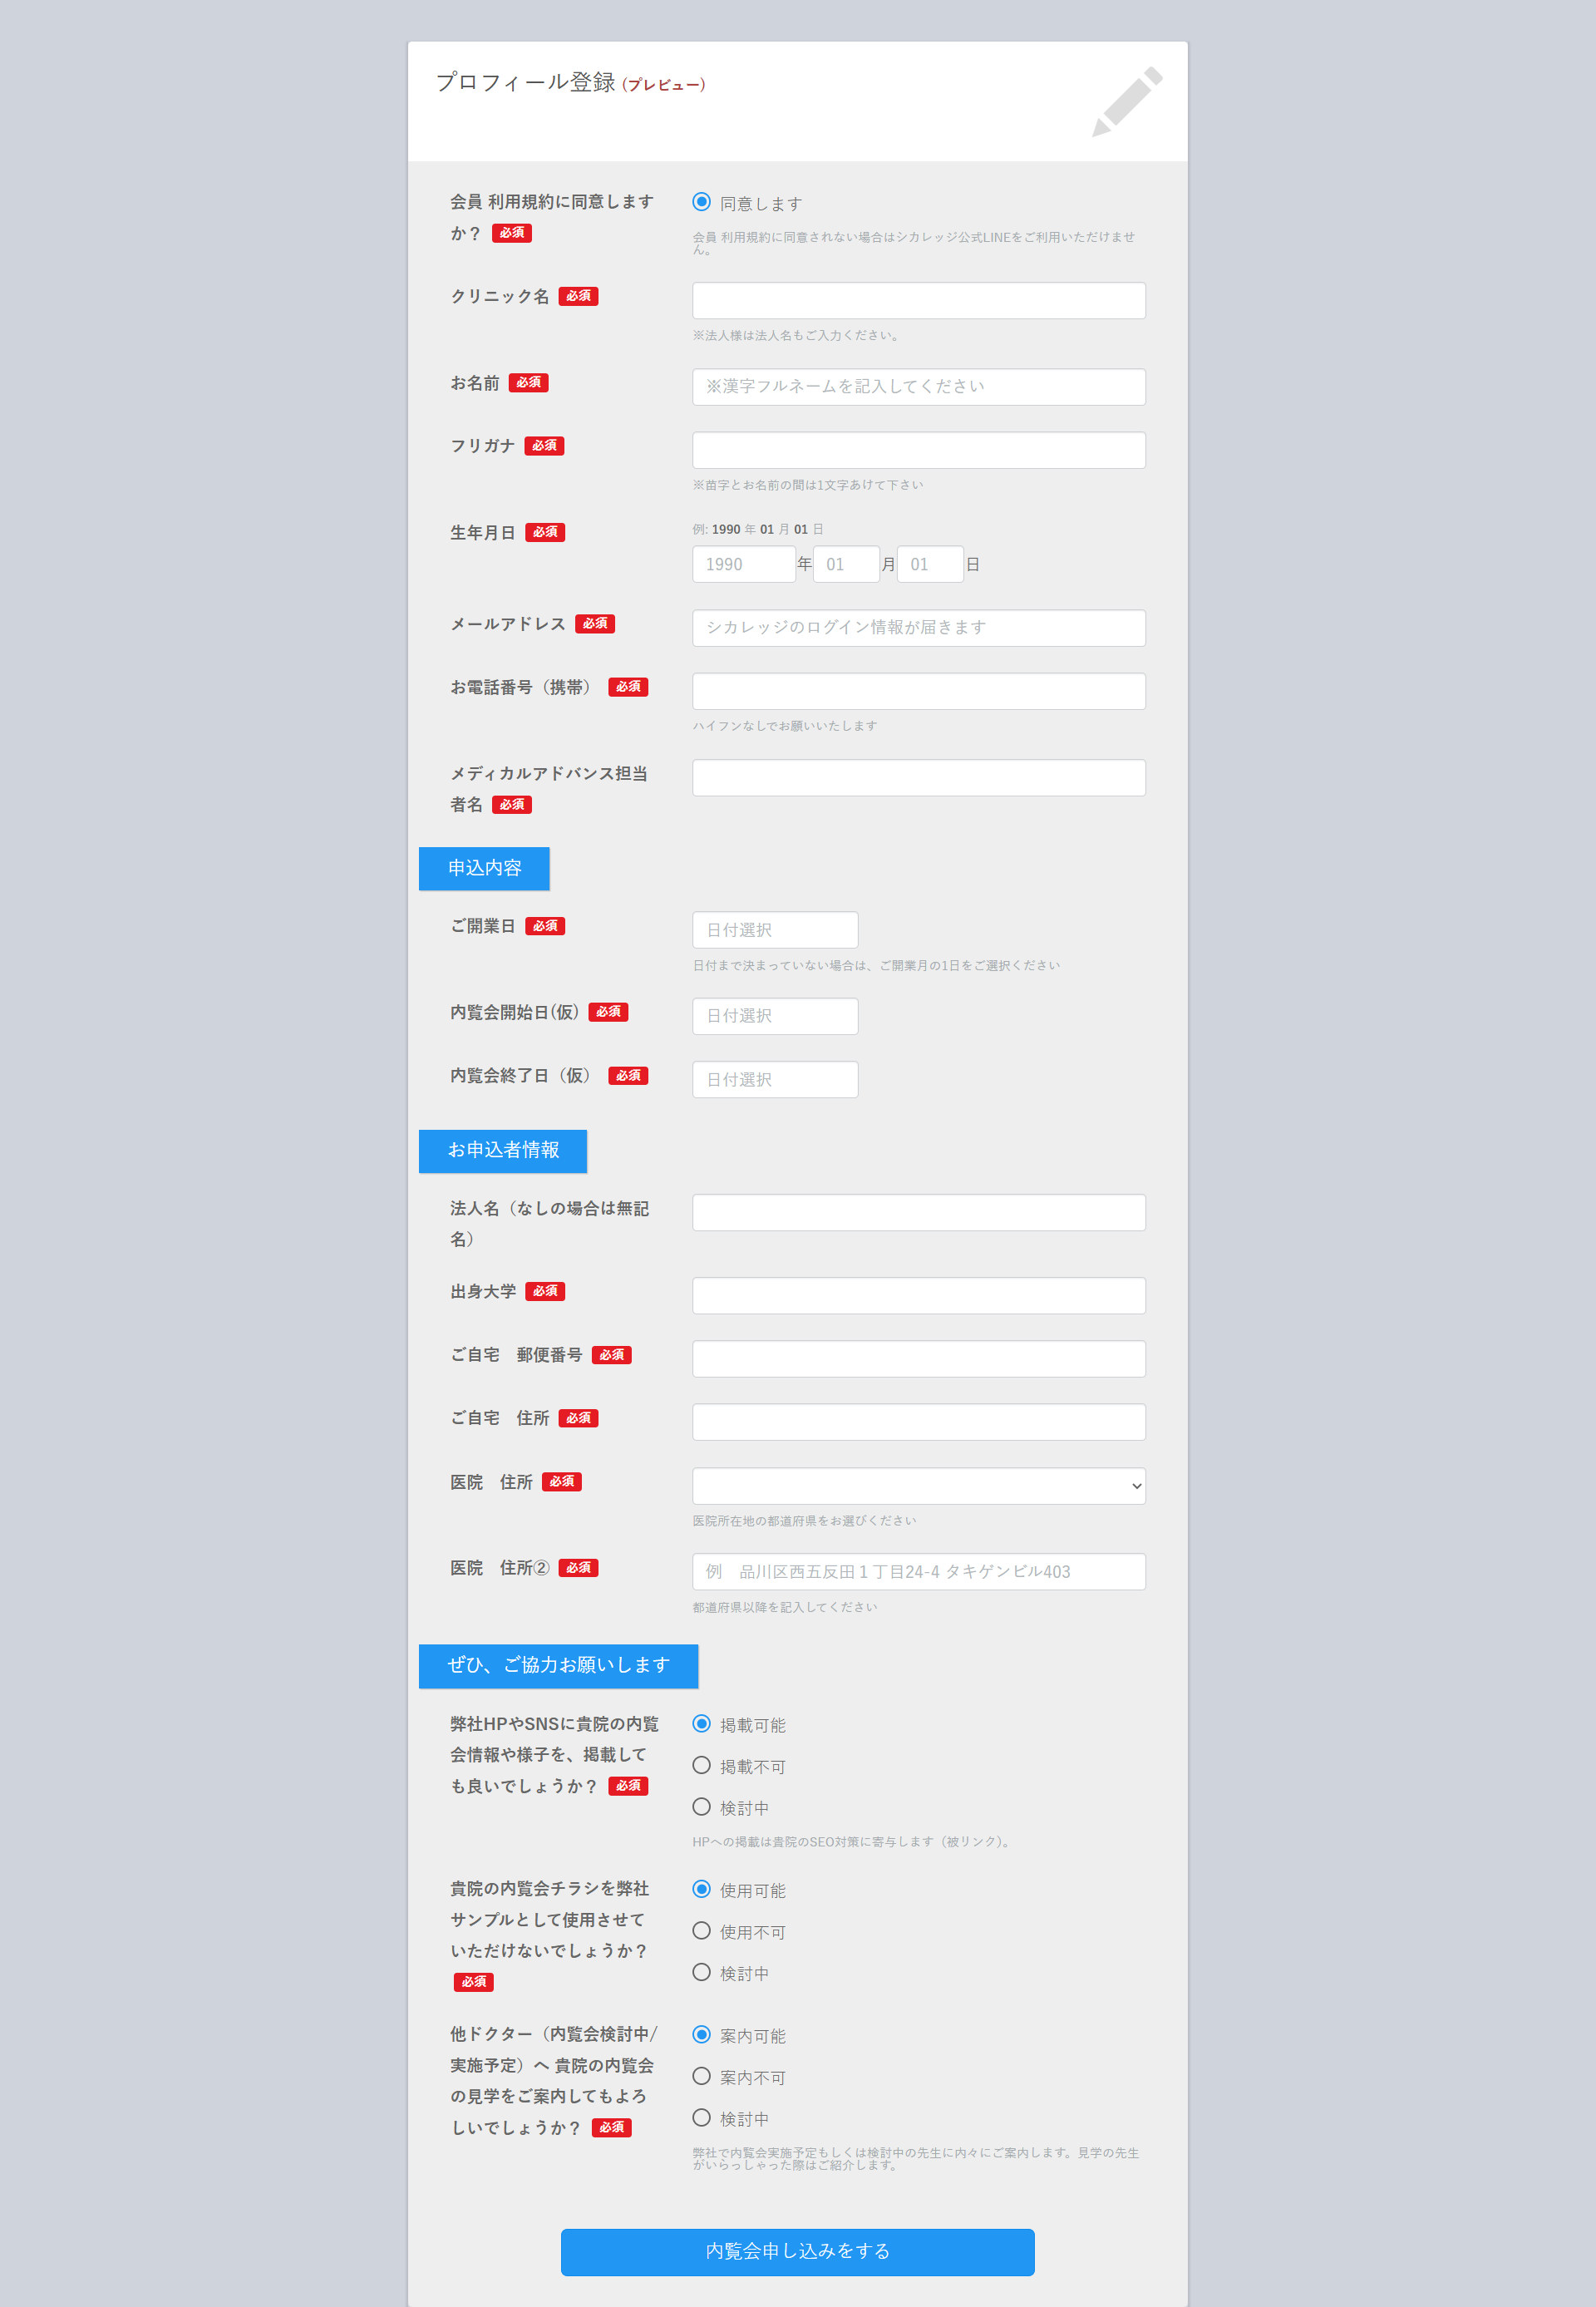 プロフィール登録 (プレビュー)
会員 利用規約に同意します
か？ 必須
同意します
会員 利用規約に同意されない場合はシカレッジ公式LINEをご利用いただけませ
ん。
クリニック名 必須
※法人様は法人名もご入力ください。
お名前 必須
※漢字フルネームを記入してください
フリガナ 必須
※苗字とお名前の間は1文字あけて下さい
生年月日 必須
例: 1990 年 01 月 01 日
1990 年 01 月 01 日
メールアドレス 必須
シカレッジのログイン情報が届きます
お電話番号（携帯） 必須
ハイフンなしでお願いいたします
メディカルアドバンス担当
者名 必須
申込内容
ご開業日 必須
日付選択
日付まで決まっていない場合は、ご開業月の1日をご選択ください
内覧会開始日(仮) 必須
日付選択
内覧会終了日（仮） 必須
日付選択
お申込者情報
法人名（なしの場合は無記
名）
出身大学 必須
ご自宅　郵便番号 必須
ご自宅　住所 必須
医院　住所 必須
医院所在地の都道府県をお選びください
医院　住所② 必須
例　品川区西五反田１丁目24-4 タキゲンビル403
都道府県以降を記入してください
ぜひ、ご協力お願いします
弊社HPやSNSに貴院の内覧
会情報や様子を、掲載して
も良いでしょうか？ 必須
掲載可能
掲載不可
検討中
HPへの掲載は貴院のSEO対策に寄与します（被リンク）。
貴院の内覧会チラシを弊社
サンプルとして使用させて
いただけないでしょうか？
必須
使用可能
使用不可
検討中
他ドクター（内覧会検討中/
実施予定）へ 貴院の内覧会
の見学をご案内してもよろ
しいでしょうか？ 必須
案内可能
案内不可
検討中
弊社で内覧会実施予定もしくは検討中の先生に内々にご案内します。見学の先生
がいらっしゃった際はご紹介します。
内覧会申し込みをする